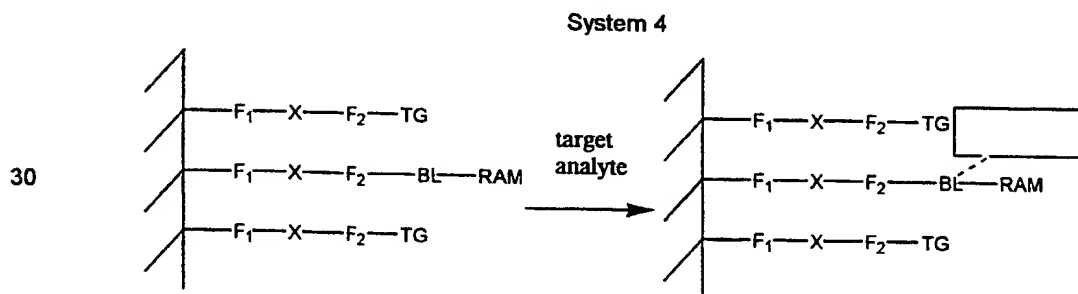 System 4
F₁—X—F₂—TG
F₁—X—F₂—BL—RAM
F₁—X—F₂—TG
30
target
analyte
F₁—X—F₂—TG
F₁—X—F₂—BL—RAM
F₁—X—F₂—TG